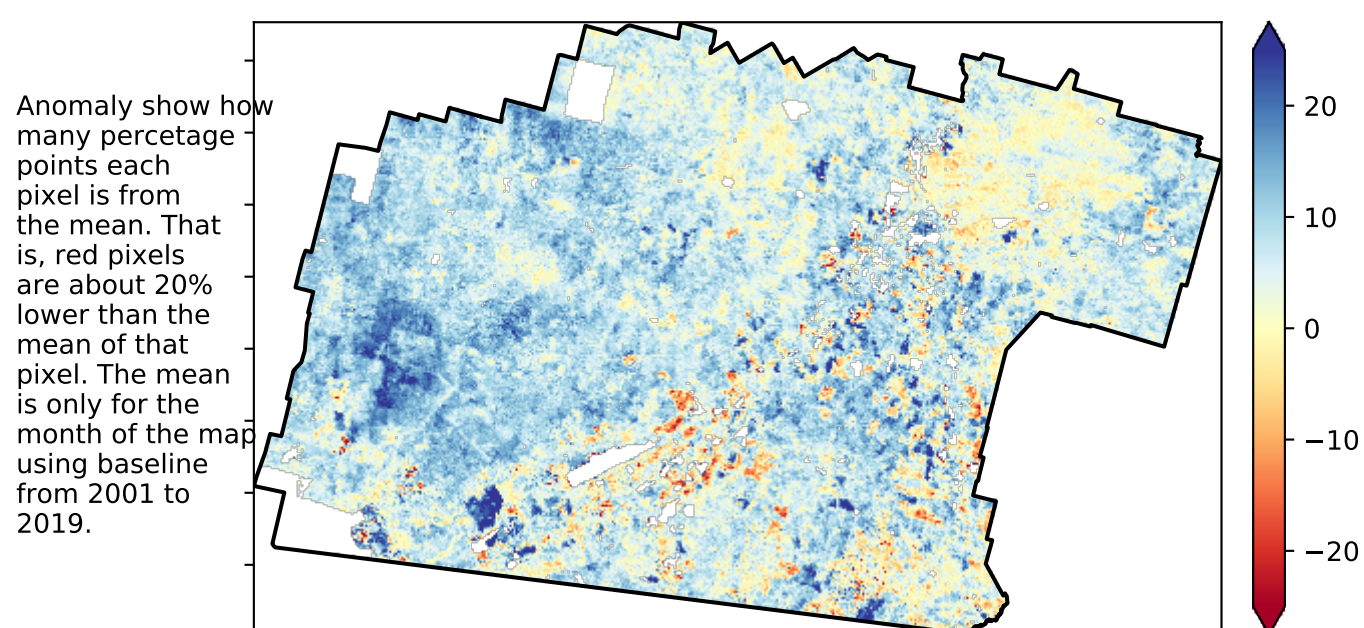 Anomaly show how
many percetage
points each
pixel is from
the mean. That
is, red pixels
are about 20%
lower than the
mean of that
pixel. The mean
is only for the
month of the map
using baseline
from 2001 to
2019.
20
10
0
−10
−20